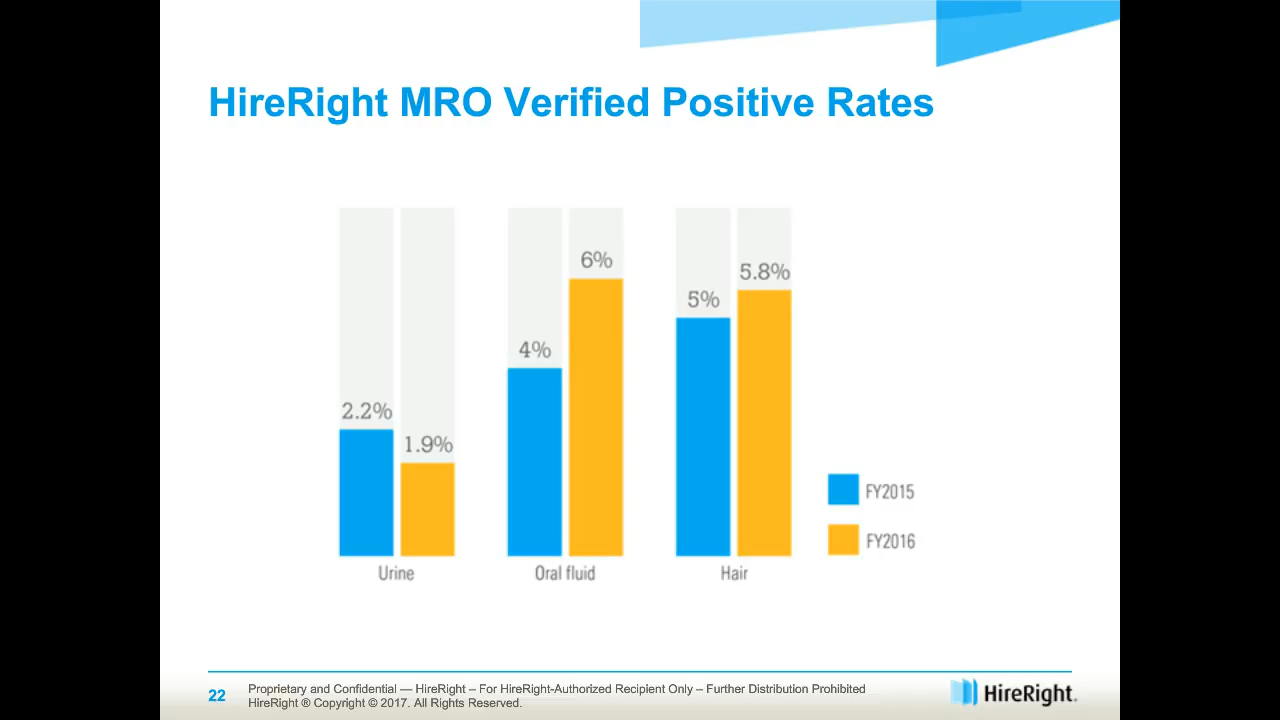 HireRight MRO Verified Positive Rates
6%
5.8%
5%
4%
2.2%
1.9%
FY2015
FY2016
Urine
Oral fluid
Hair
22
Proprietary and Confidential — HireRight – For HireRight-Authorized Recipient Only – Further Distribution Prohibited
HireRight ® Copyright © 2017. All Rights Reserved.
HireRight.